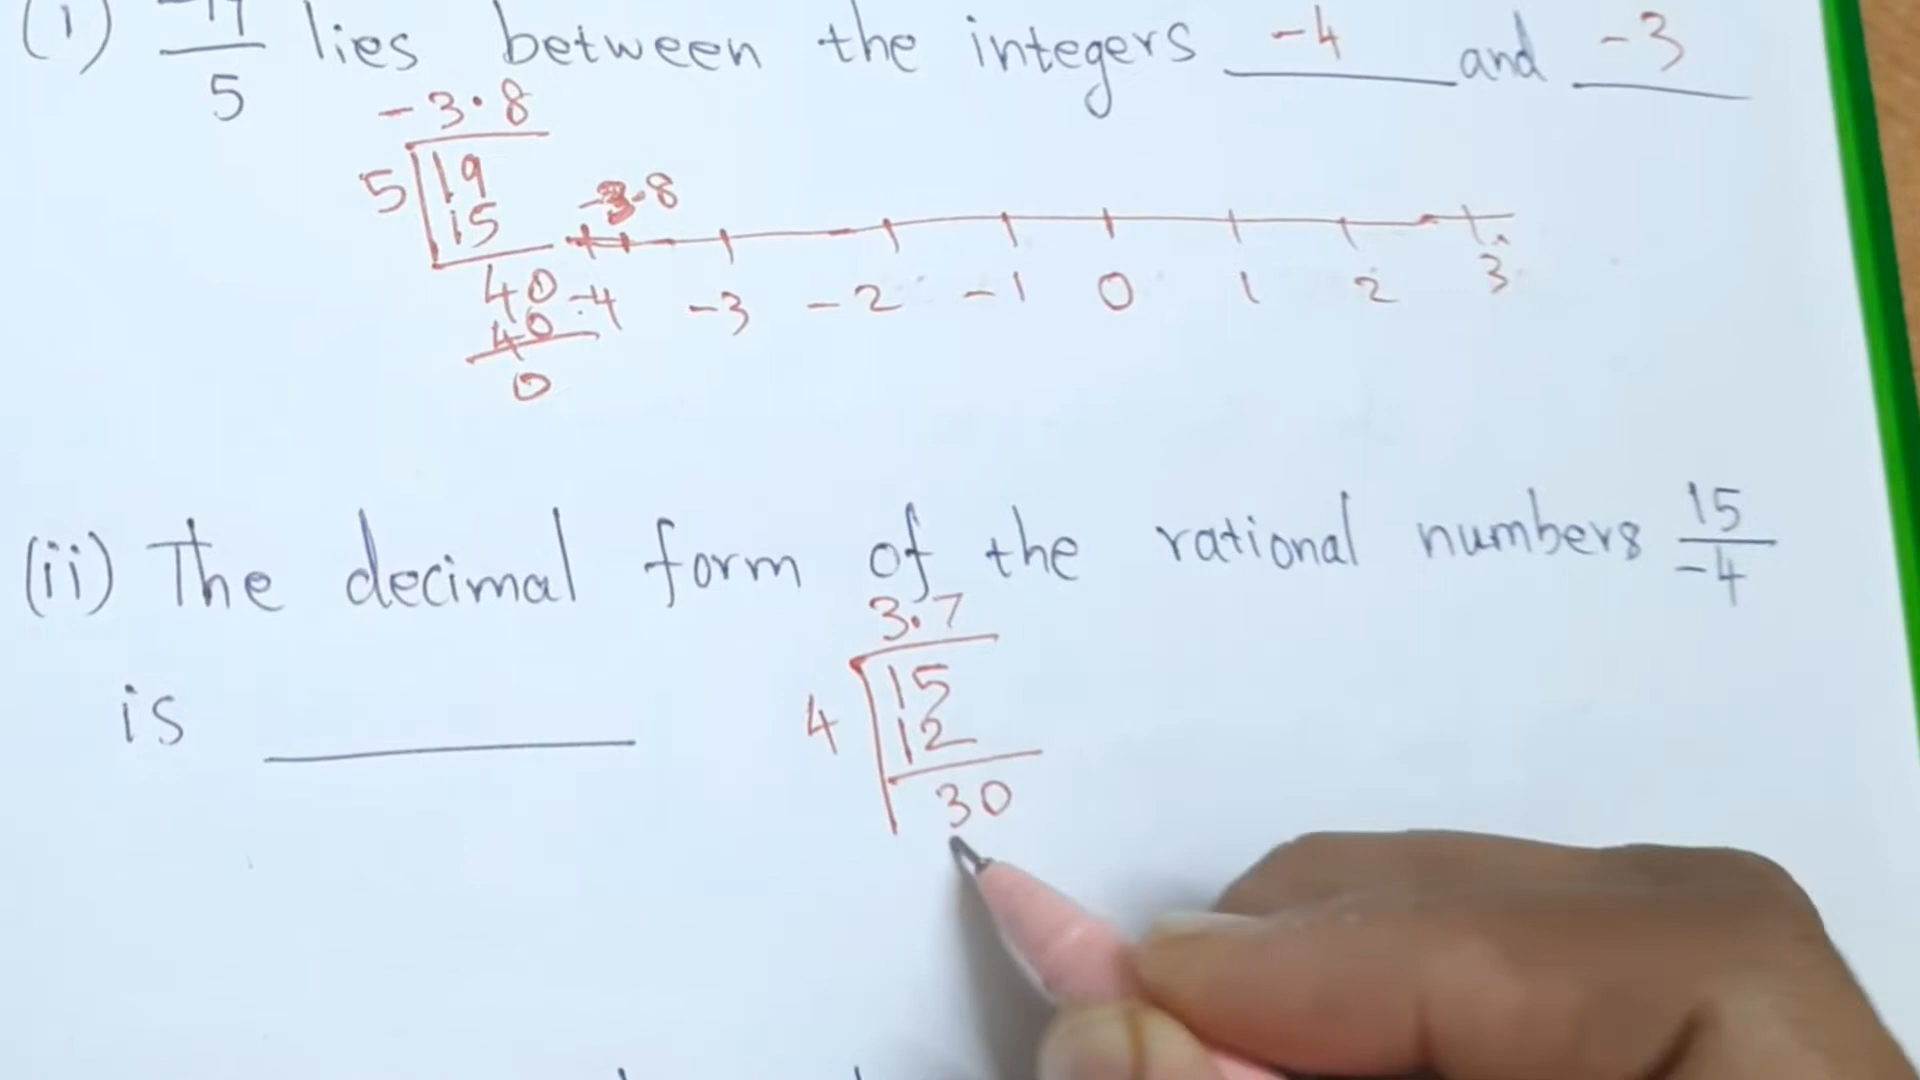 (i) 5 lies between the integers -4 and -3
-3.8
5 19
15
40
40
0
-3.8
-4 -3 -2 -1 0 1 2 3
(ii) The decimal form of the rational numbers 15/-4
is
3.7
4 15
12
30